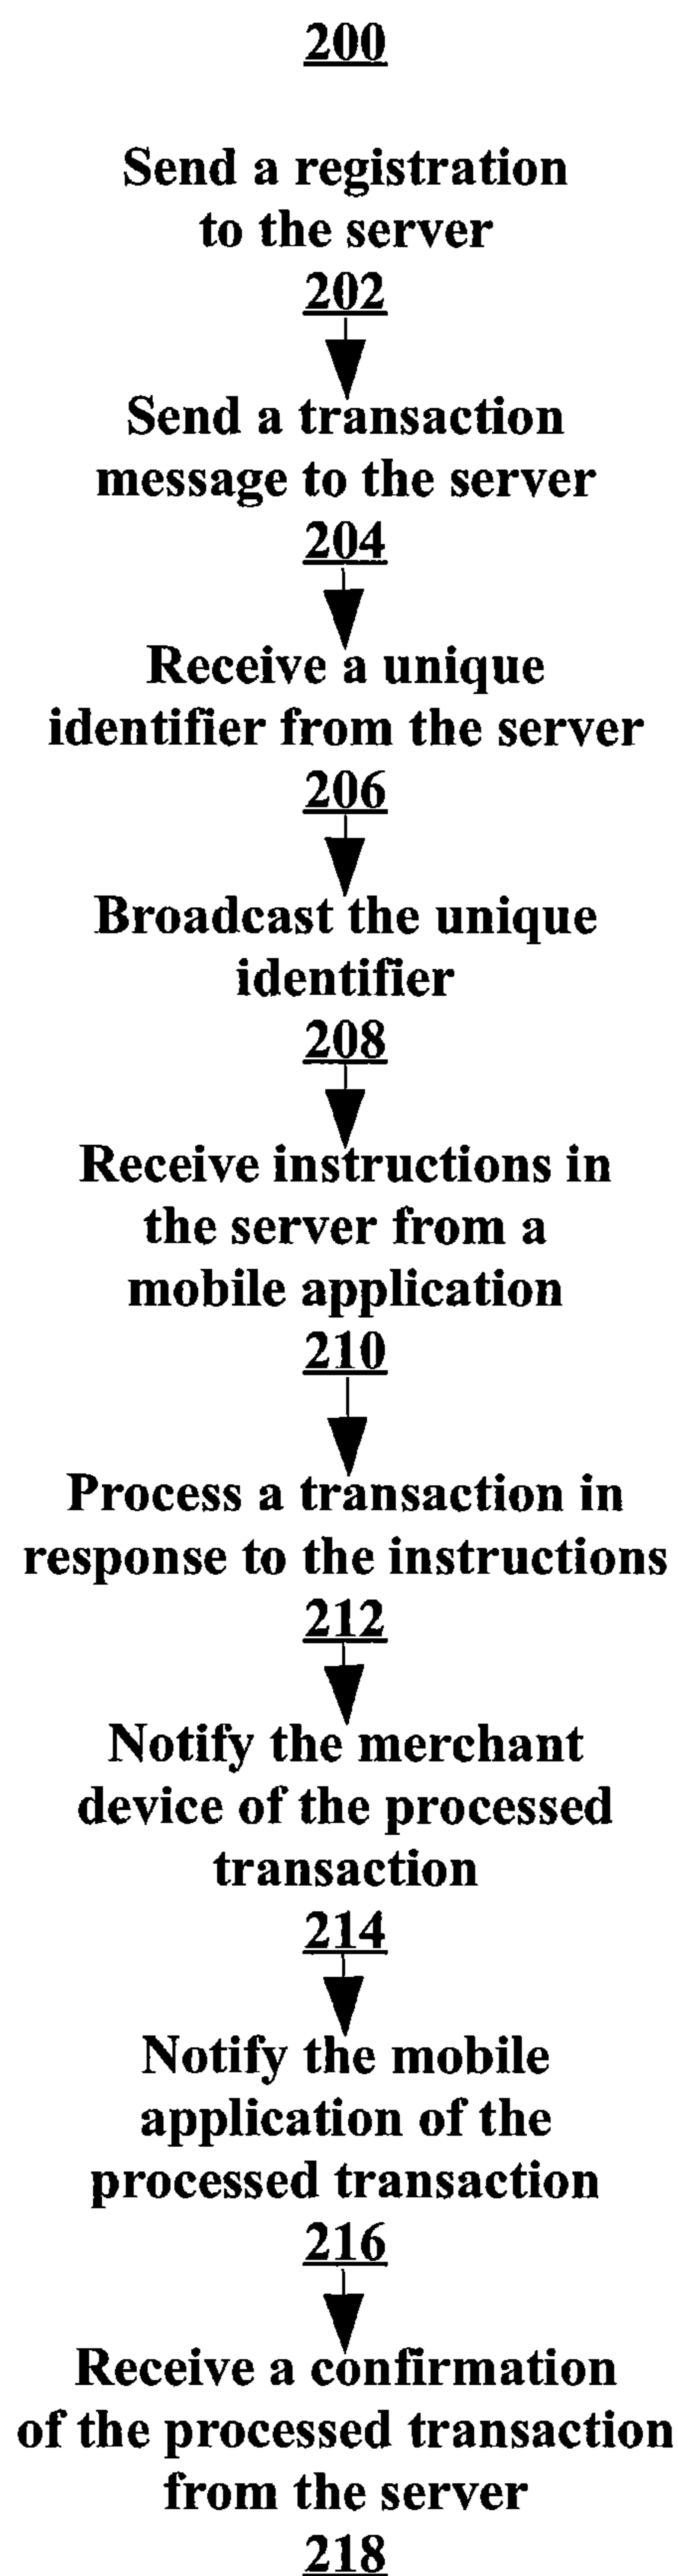 200
Send a registration
to the server
202
Send a transaction
message to the server
204
Receive a unique
identifier from the server
206
Broadcast the unique
identifier
208
Receive instructions in
the server from a
mobile application
210
Process a transaction in
response to the instructions
212
Notify the merchant
device of the processed
transaction
214
Notify the mobile
application of the
processed transaction
216
Receive a confirmation
of the processed transaction
from the server
218